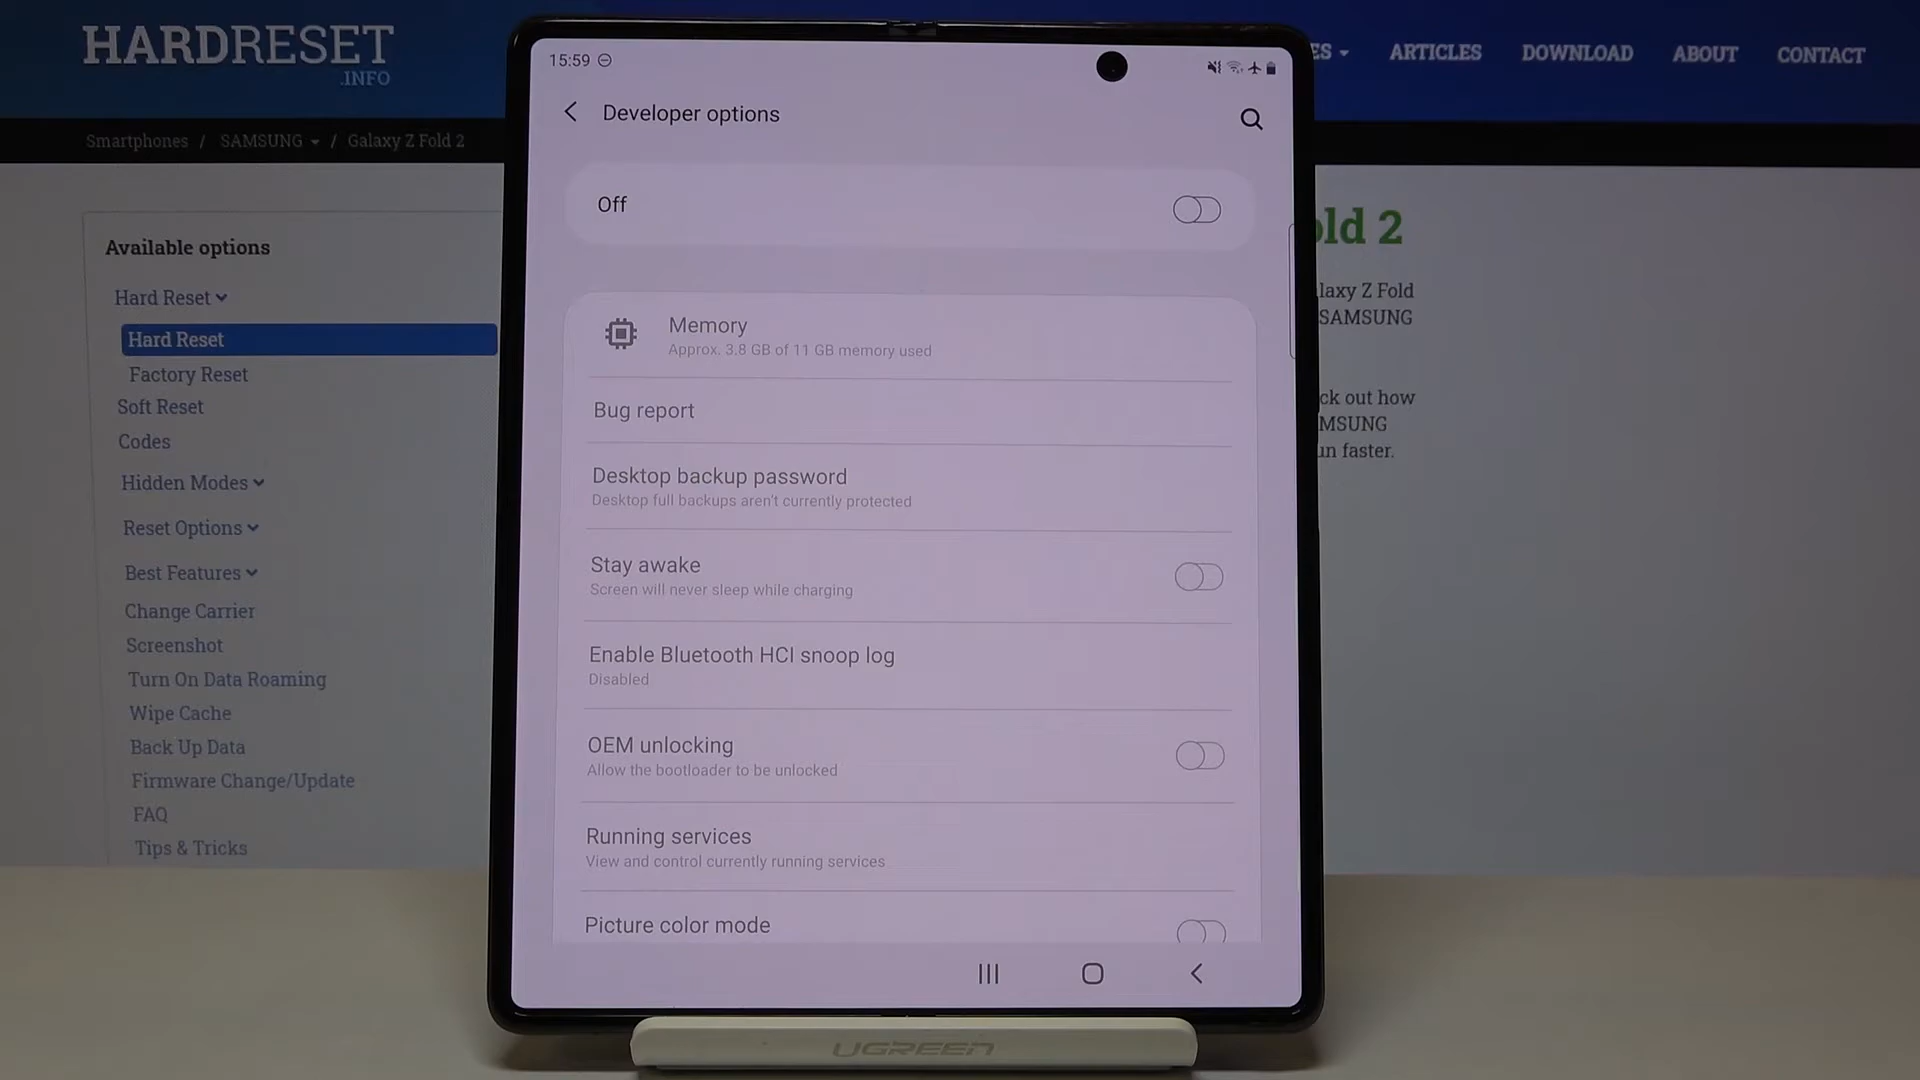 HARDRESET
.INFO
ES
ARTICLES
DOWNLOAD
ABOUT
CONTACT
Smartphones / SAMSUNG / Galaxy Z Fold 2
Available options
Hard Reset
Hard Reset
Factory Reset
Soft Reset
Codes
Hidden Modes
Reset Options
Best Features
Change Carrier
Screenshot
Turn On Data Roaming
Wipe Cache
Back Up Data
Firmware Change/Update
FAQ
Tips & Tricks
15:59
Developer options
Off
Memory
Approx. 3.8 GB of 11 GB memory used
Bug report
Desktop backup password
Desktop full backups aren't currently protected
Stay awake
Screen will never sleep while charging
Enable Bluetooth HCI snoop log
Disabled
OEM unlocking
Allow the bootloader to be unlocked
Running services
View and control currently running services
Picture color mode
old 2
laxy Z Fold
SAMSUNG
ck out how
MSUNG
un faster.
UGREEN